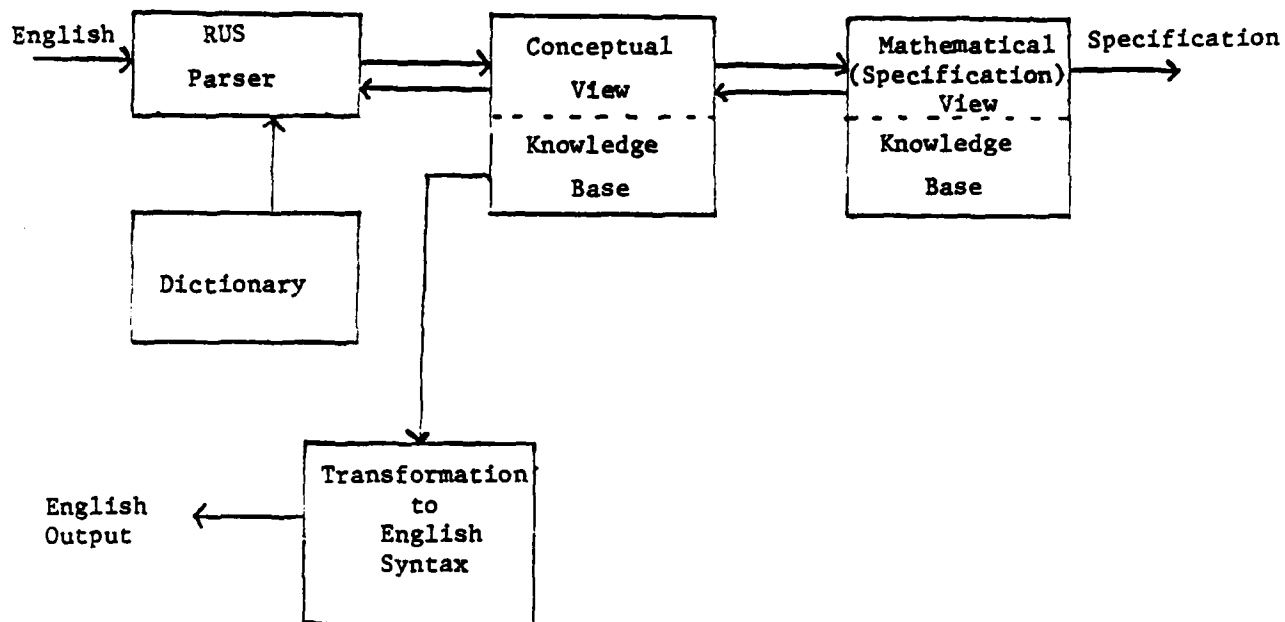 English
RUS
Parser
Conceptual
View
Knowledge
Base
Mathematical
(Specification)
View
Knowledge
Base
Specification
Dictionary
Transformation
to
English
Syntax
English
Output